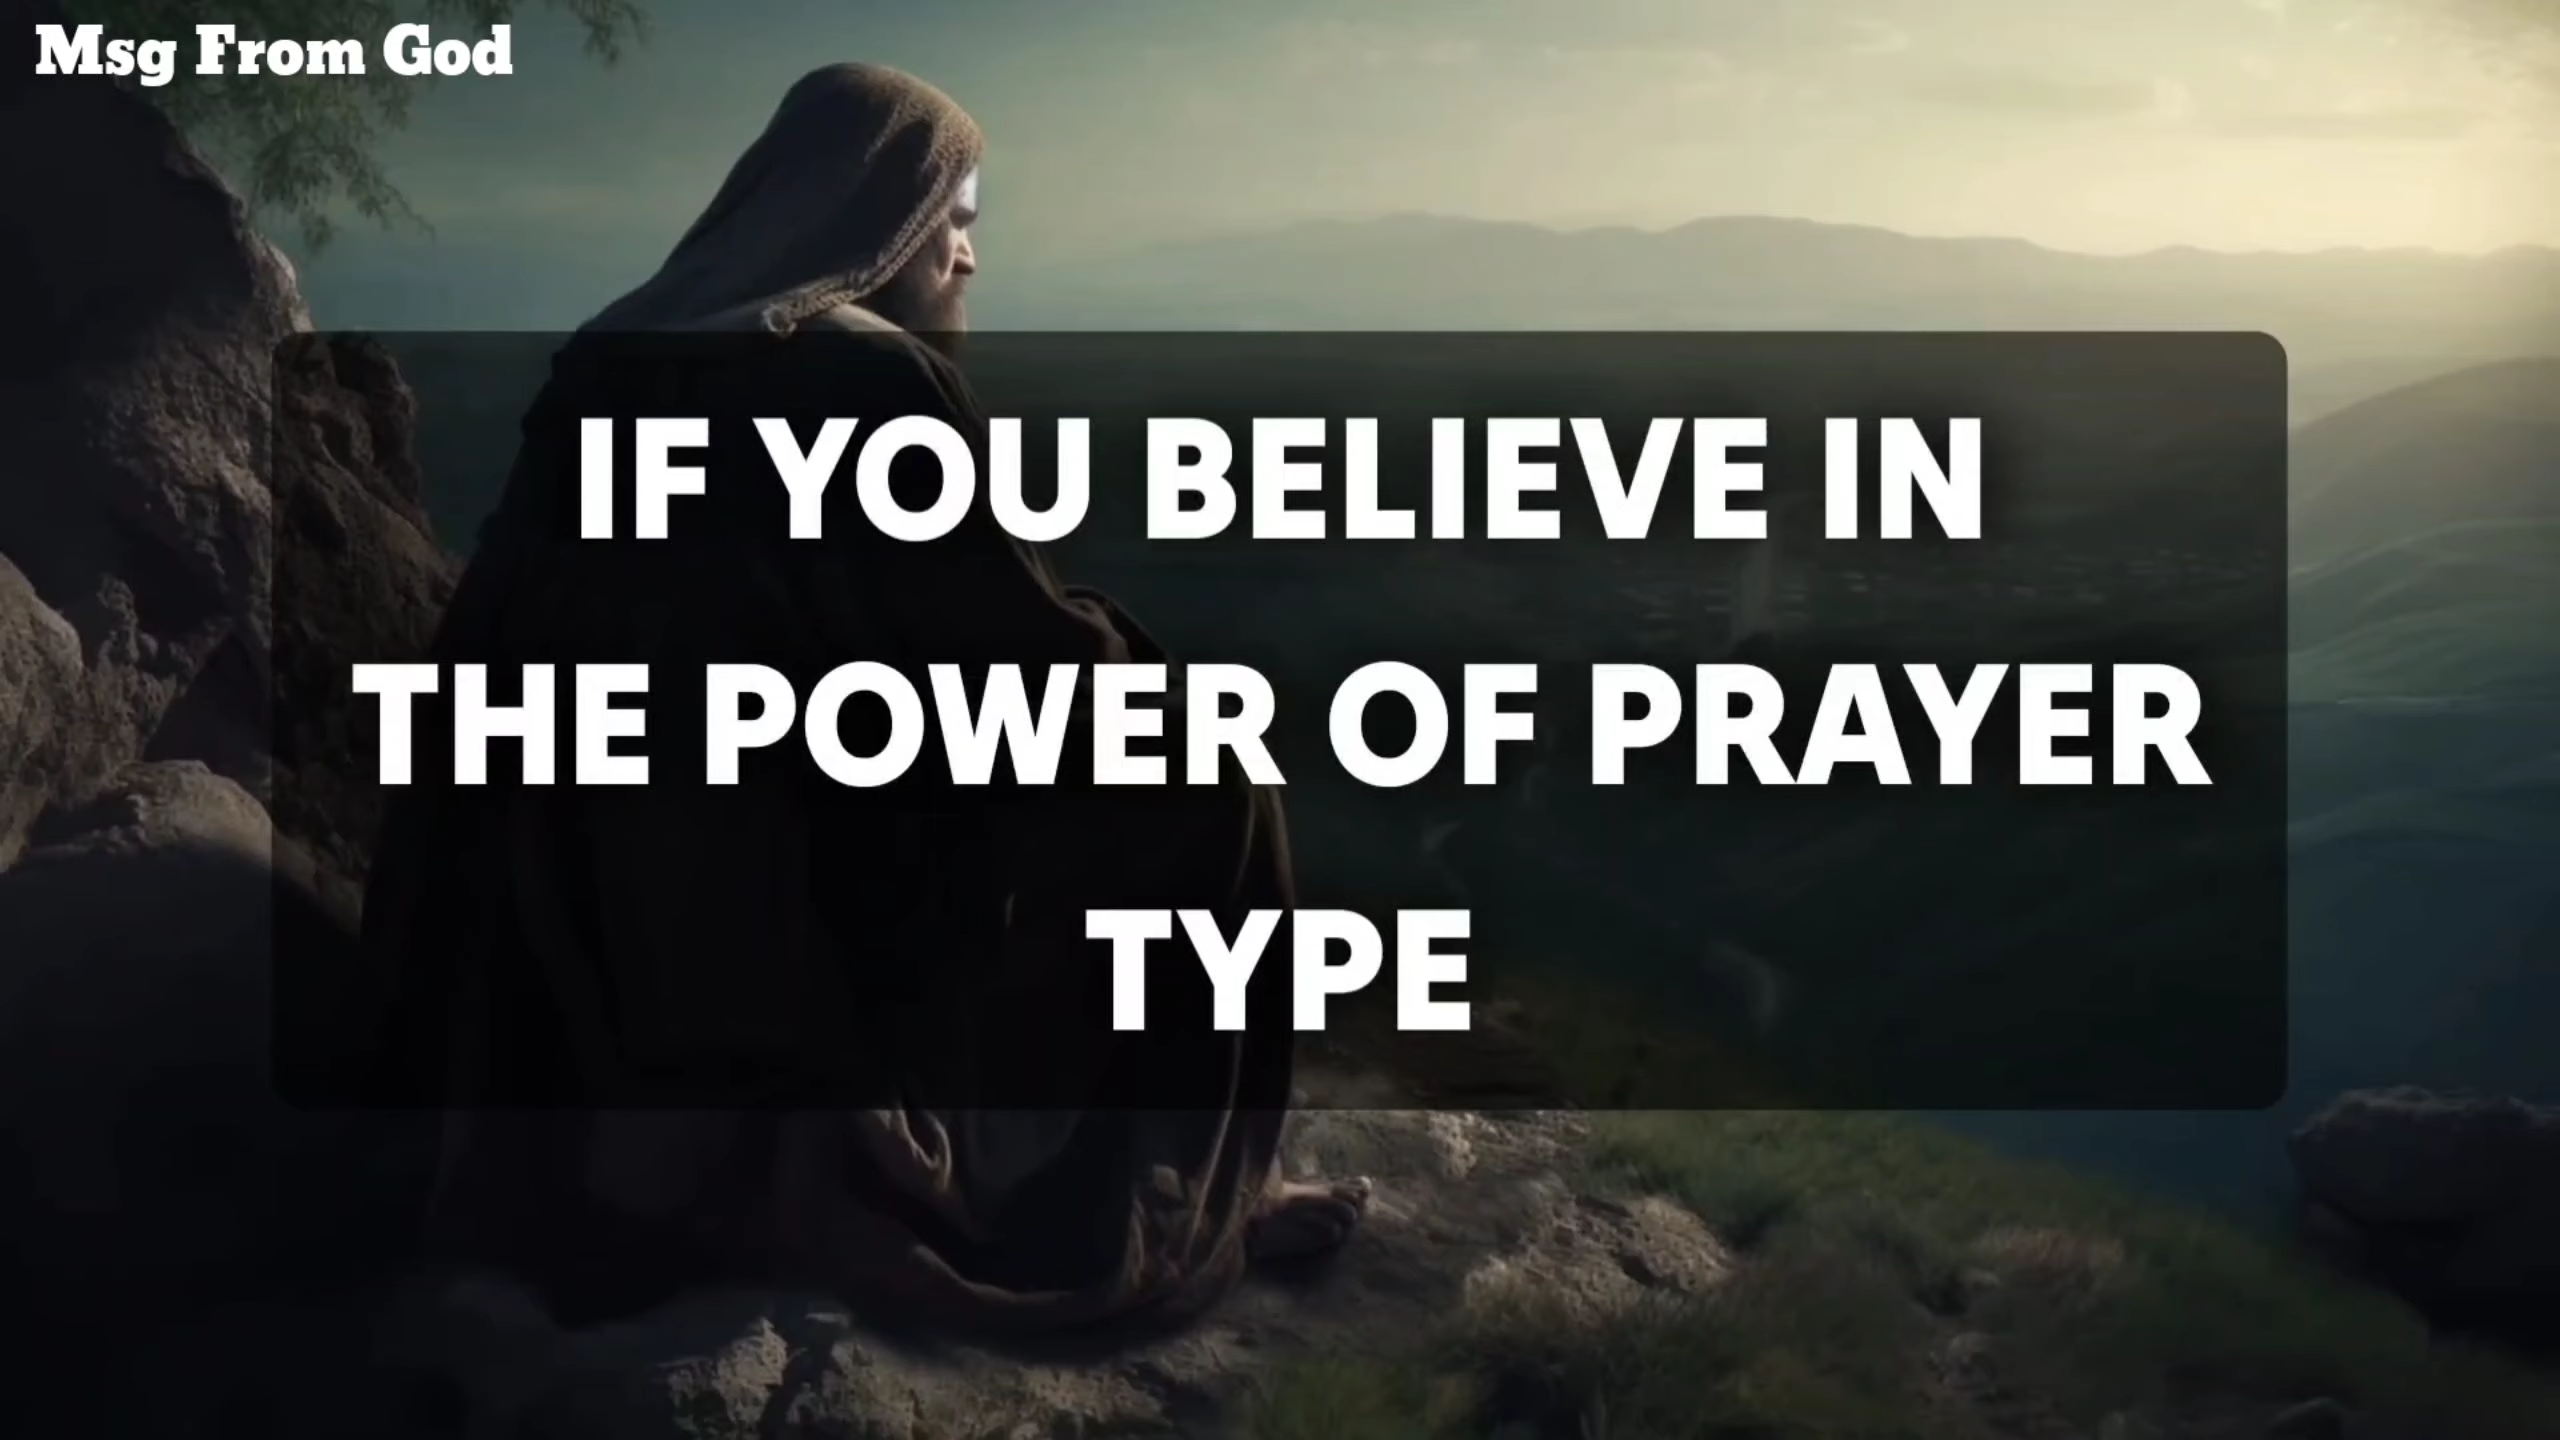 Msg From God
IF YOU BELIEVE IN
THE POWER OF PRAYER
TYPE